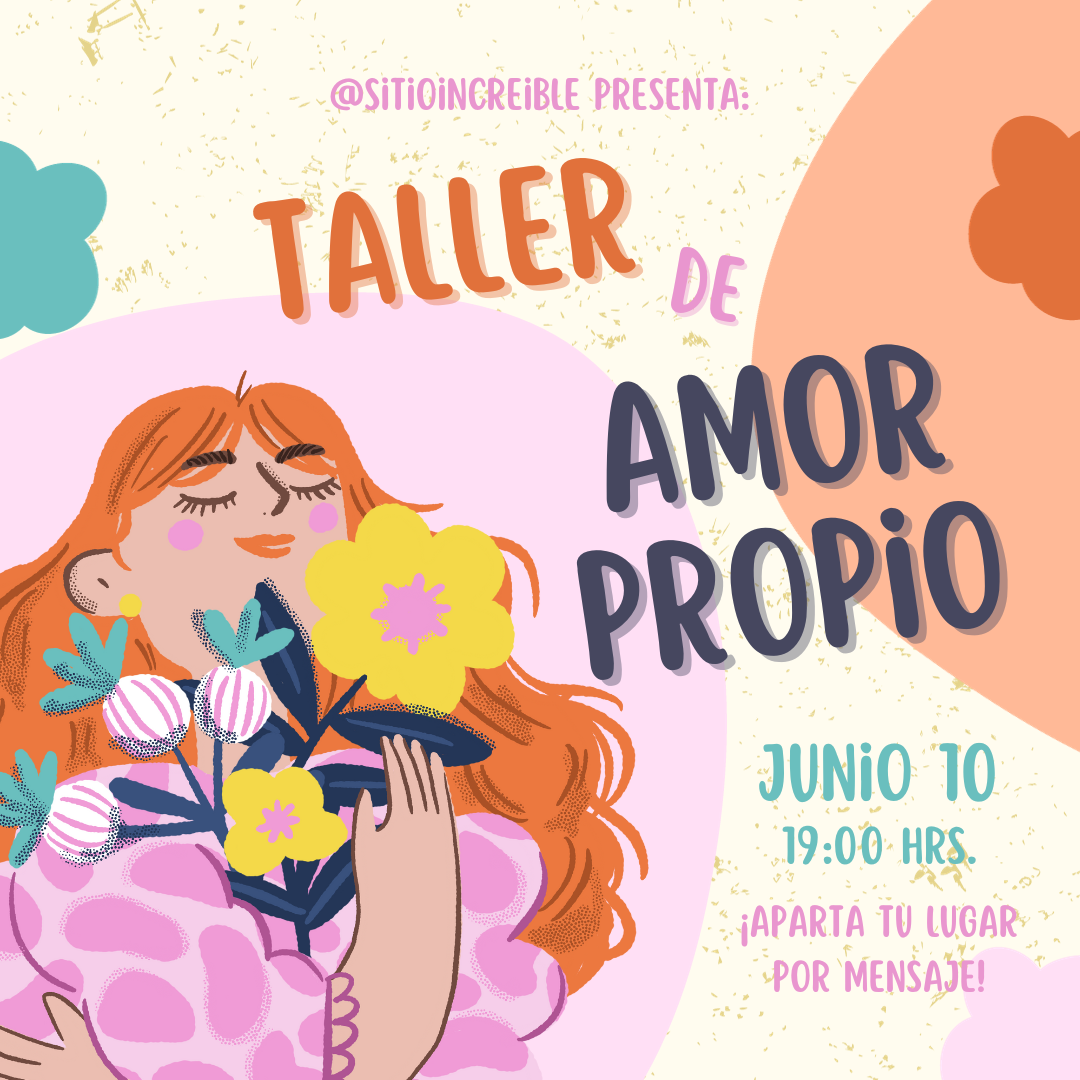 @SITIOINCREIBLE PRESENTA:
TALLER
DE
AMOR
PROPIO
JUNIO 10
19:00 HRS.
¡APARTA TU LUGAR
POR MENSAJE!